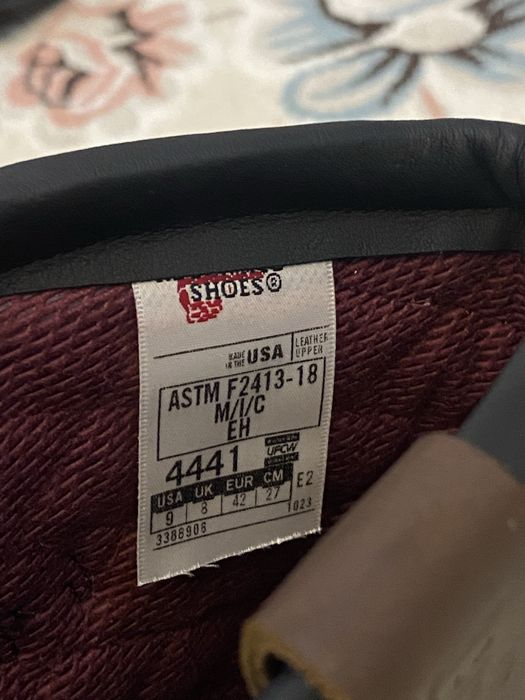 SHOES®
MADE IN THE USA
LEATHER UPPER
ASTM F2413-18
M/I/C
EH
4441
UFCW
USA UK EUR CM E2
9 8 42 27
3388906 1023